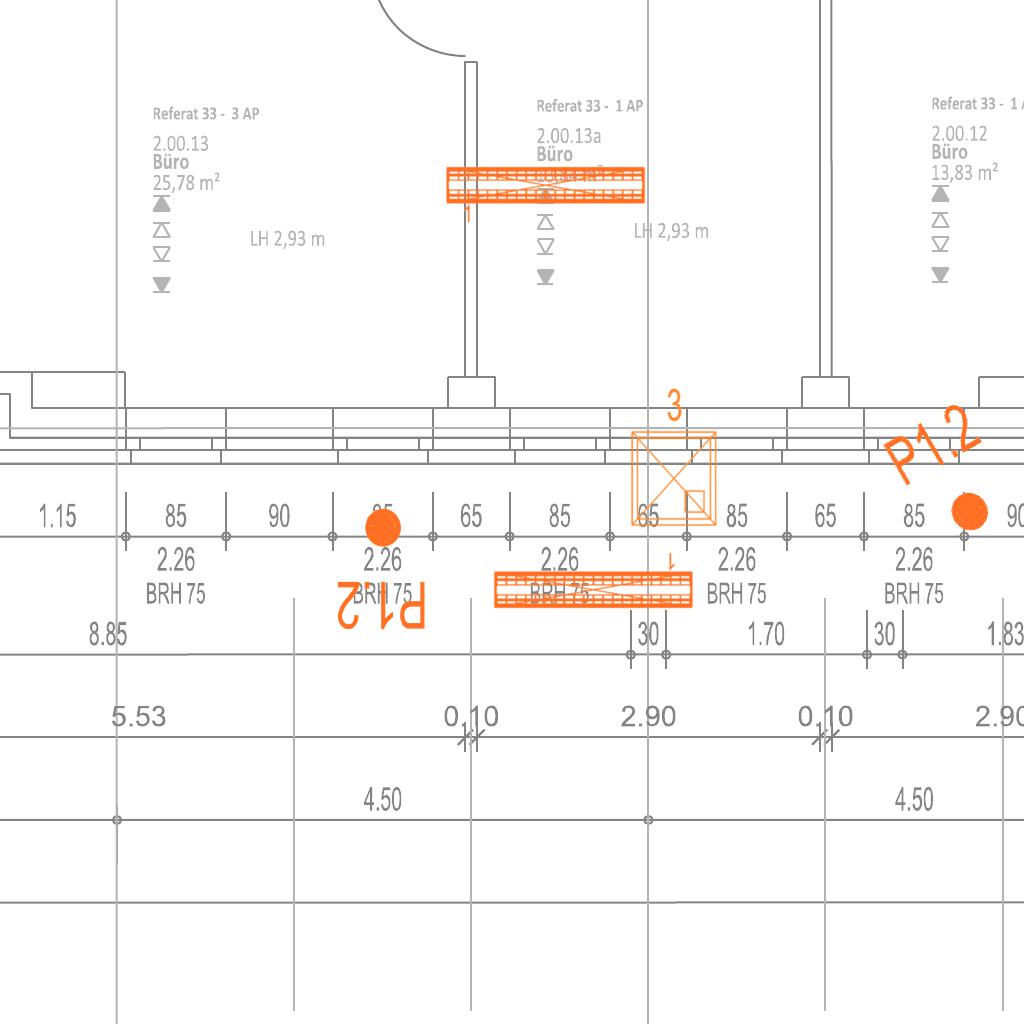 Referat 33 - 3 AP
2.00.13
Büro
25,78 m²
LH 2,93 m
Referat 33 - 1 AP
2.00.13a
Büro
LH 2,93 m
1
Referat 33 - 1
2.00.12
Büro
13,83 m²
3
P1.2
1.15
85
90
65
85
65
85
65
85
90
2.26
2.26
2.26
2.26
2.26
1
BRH 75
BRH 75
BRH 75
BRH 75
BRH 75
P1.2
8.85
30
1.70
30
1.83
5.53
0.10
2.90
0.10
2.90
4.50
4.50